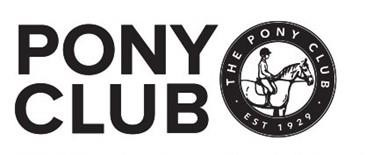 PONY
CLUB
THE PONY CLUB
· EST 1929 ·